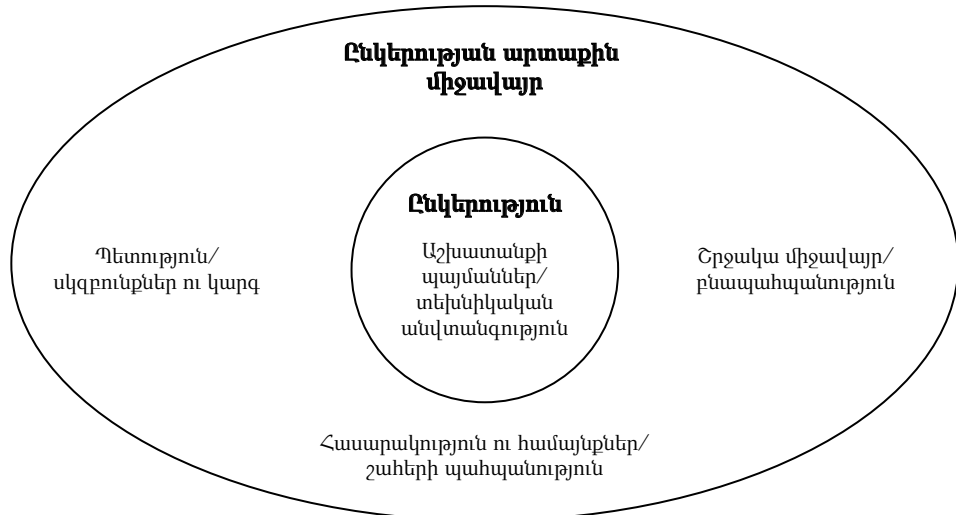 Ընկերության արտաքին
միջավայր
Ընկերություն
Աշխատանքի
պայմաններ/
տեխնիկական
անվտանգություն
Պետություն/
սկզբունքներ ու կարգ
Շրջակա միջավայր/
բնապահպանություն
Հասարակություն ու համայնքներ/
շահերի պահպանություն